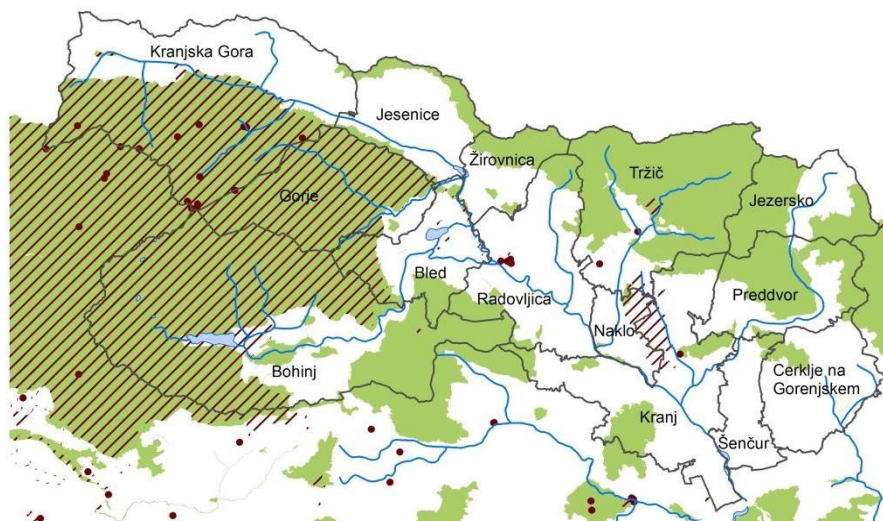 Kranjska Gora
Jesenice
Žirovnica
Tržič
Gorje
Jezersko
Bled
Radovljica
Preddvor
Naklo
Bohinj
Cerklje na
Gorenjskem
Kranj
Šenčur